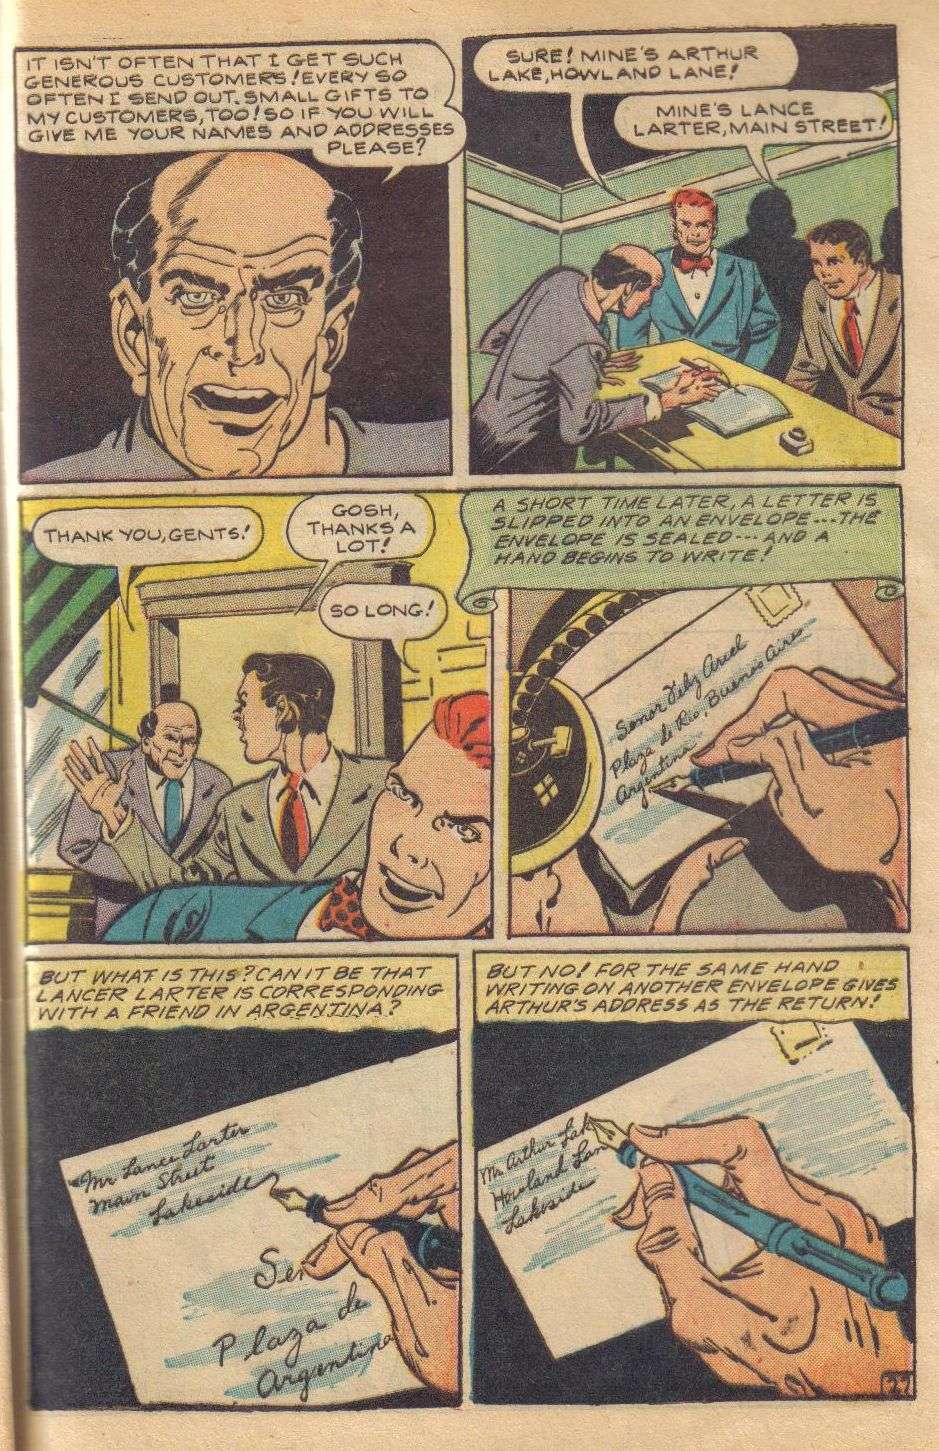 IT ISN'T OFTEN THAT I GET SUCH
GENEROUS CUSTOMERS! EVERY SO
OFTEN I SEND OUT SMALL GIFTS TO
MY CUSTOMERS, TOO! SO IF YOU WILL
GIVE ME YOUR NAMES AND ADDRESSES
PLEASE?
SURE! MINE'S ARTHUR
LAKE, HOWLAND LANE!
MINE'S LANCE
LARTER, MAIN STREET!
THANK YOU, GENTS!
GOSH,
THANKS A
LOT!
SO LONG!
A SHORT TIME LATER, A LETTER IS
SLIPPED INTO AN ENVELOPE---THE
ENVELOPE IS SEALED---AND A
HAND BEGINS TO WRITE!
Senor
Plaza de Rio, Buenos Aires
Argentina
BUT WHAT IS THIS? CAN IT BE THAT
LANCER LARTER IS CORRESPONDING
WITH A FRIEND IN ARGENTINA?
Mr Lance Larter
Main Street
Lakeside
Sen
Plaza de
Argentina
BUT NO! FOR THE SAME HAND
WRITING ON ANOTHER ENVELOPE GIVES
ARTHUR'S ADDRESS AS THE RETURN!
Mr Arthur Lak
Howland Lan
Lakeside